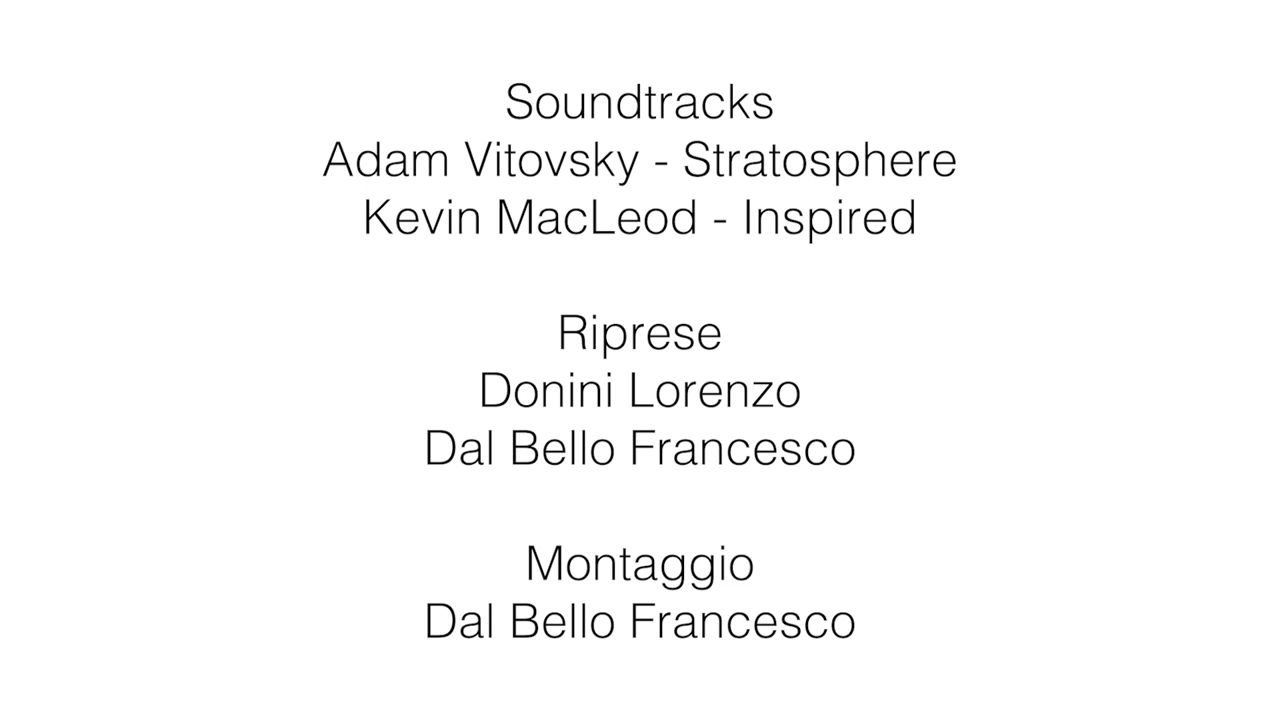 Soundtracks
Adam Vitovsky - Stratosphere
Kevin MacLeod - Inspired
Riprese
Donini Lorenzo
Dal Bello Francesco
Montaggio
Dal Bello Francesco